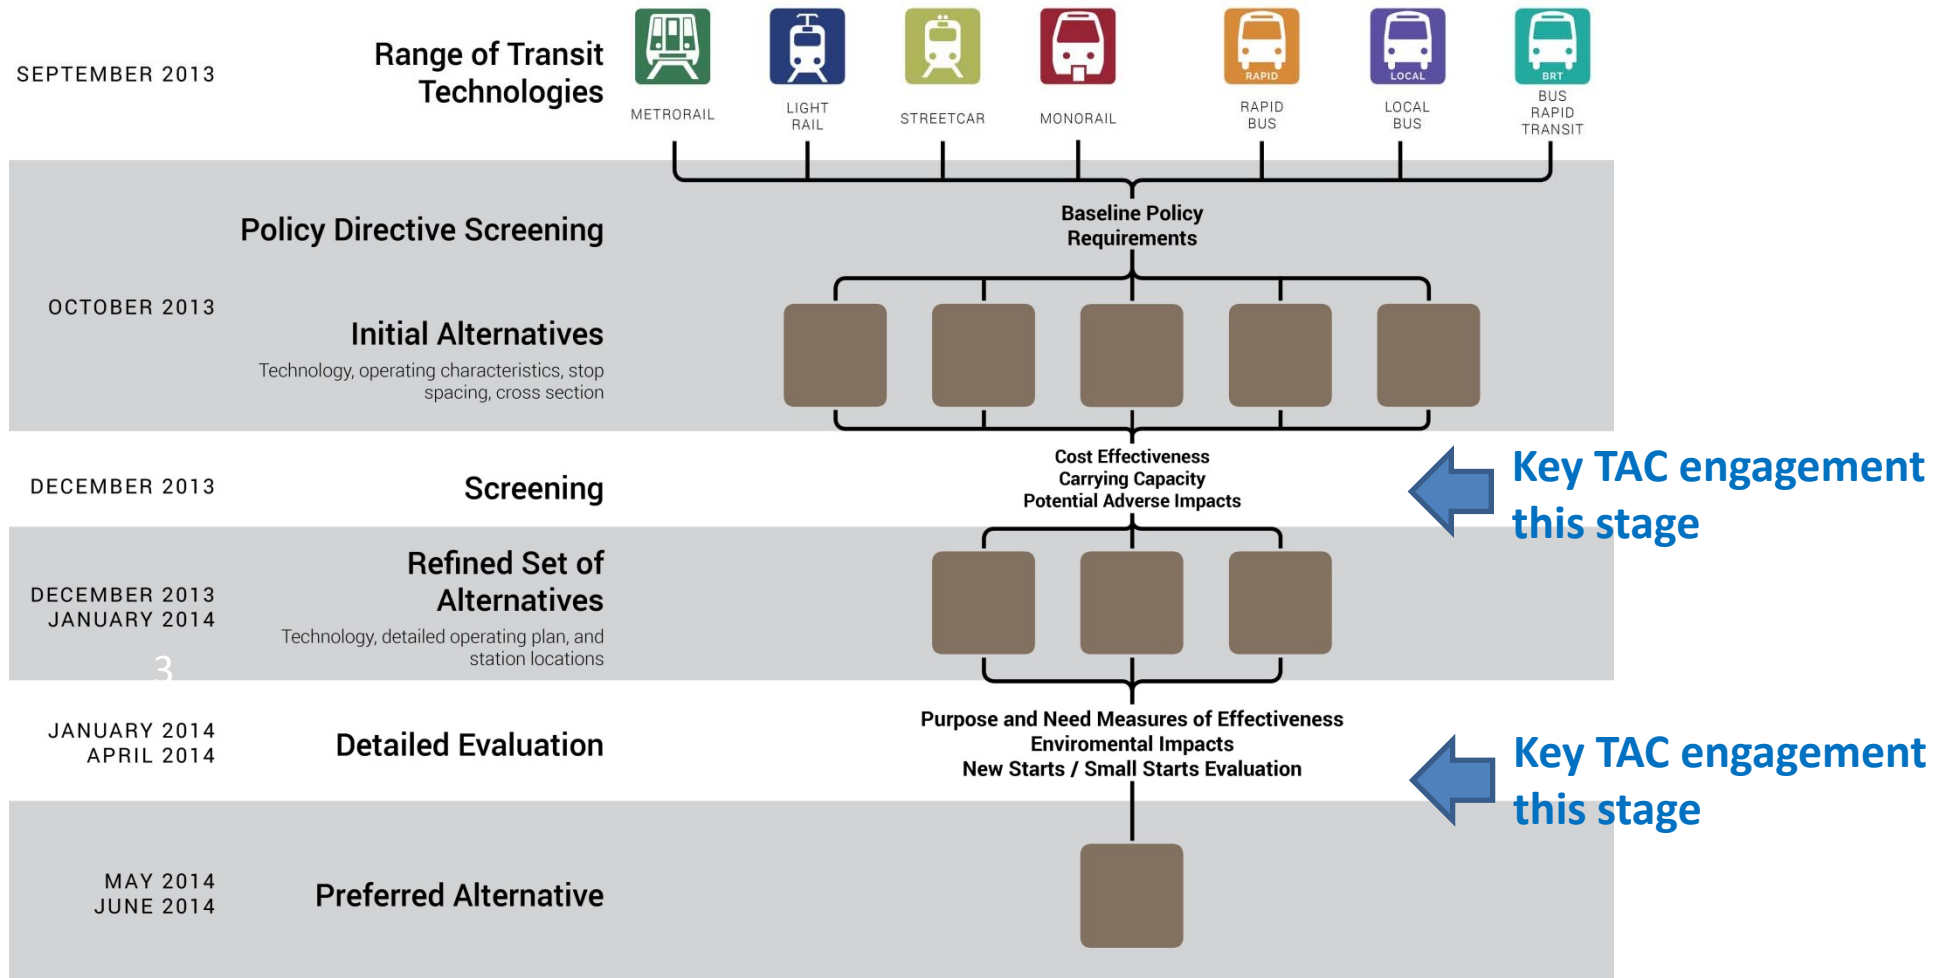 SEPTEMBER 2013
Range of Transit
Technologies
RAPID
LOCAL
BRT
METRORAIL
LIGHT
RAIL
STREETCAR
MONORAIL
RAPID
BUS
LOCAL
BUS
BUS
RAPID
TRANSIT
Policy Directive Screening
Baseline Policy
Requirements
OCTOBER 2013
Initial Alternatives
Technology, operating characteristics, stop
spacing, cross section
DECEMBER 2013
Screening
Cost Effectiveness
Carrying Capacity
Potential Adverse Impacts
Key TAC engagement
this stage
DECEMBER 2013
JANUARY 2014
Refined Set of
Alternatives
Technology, detailed operating plan, and
station locations
3
JANUARY 2014
APRIL 2014
Detailed Evaluation
Purpose and Need Measures of Effectiveness
Enviromental Impacts
New Starts / Small Starts Evaluation
Key TAC engagement
this stage
MAY 2014
JUNE 2014
Preferred Alternative